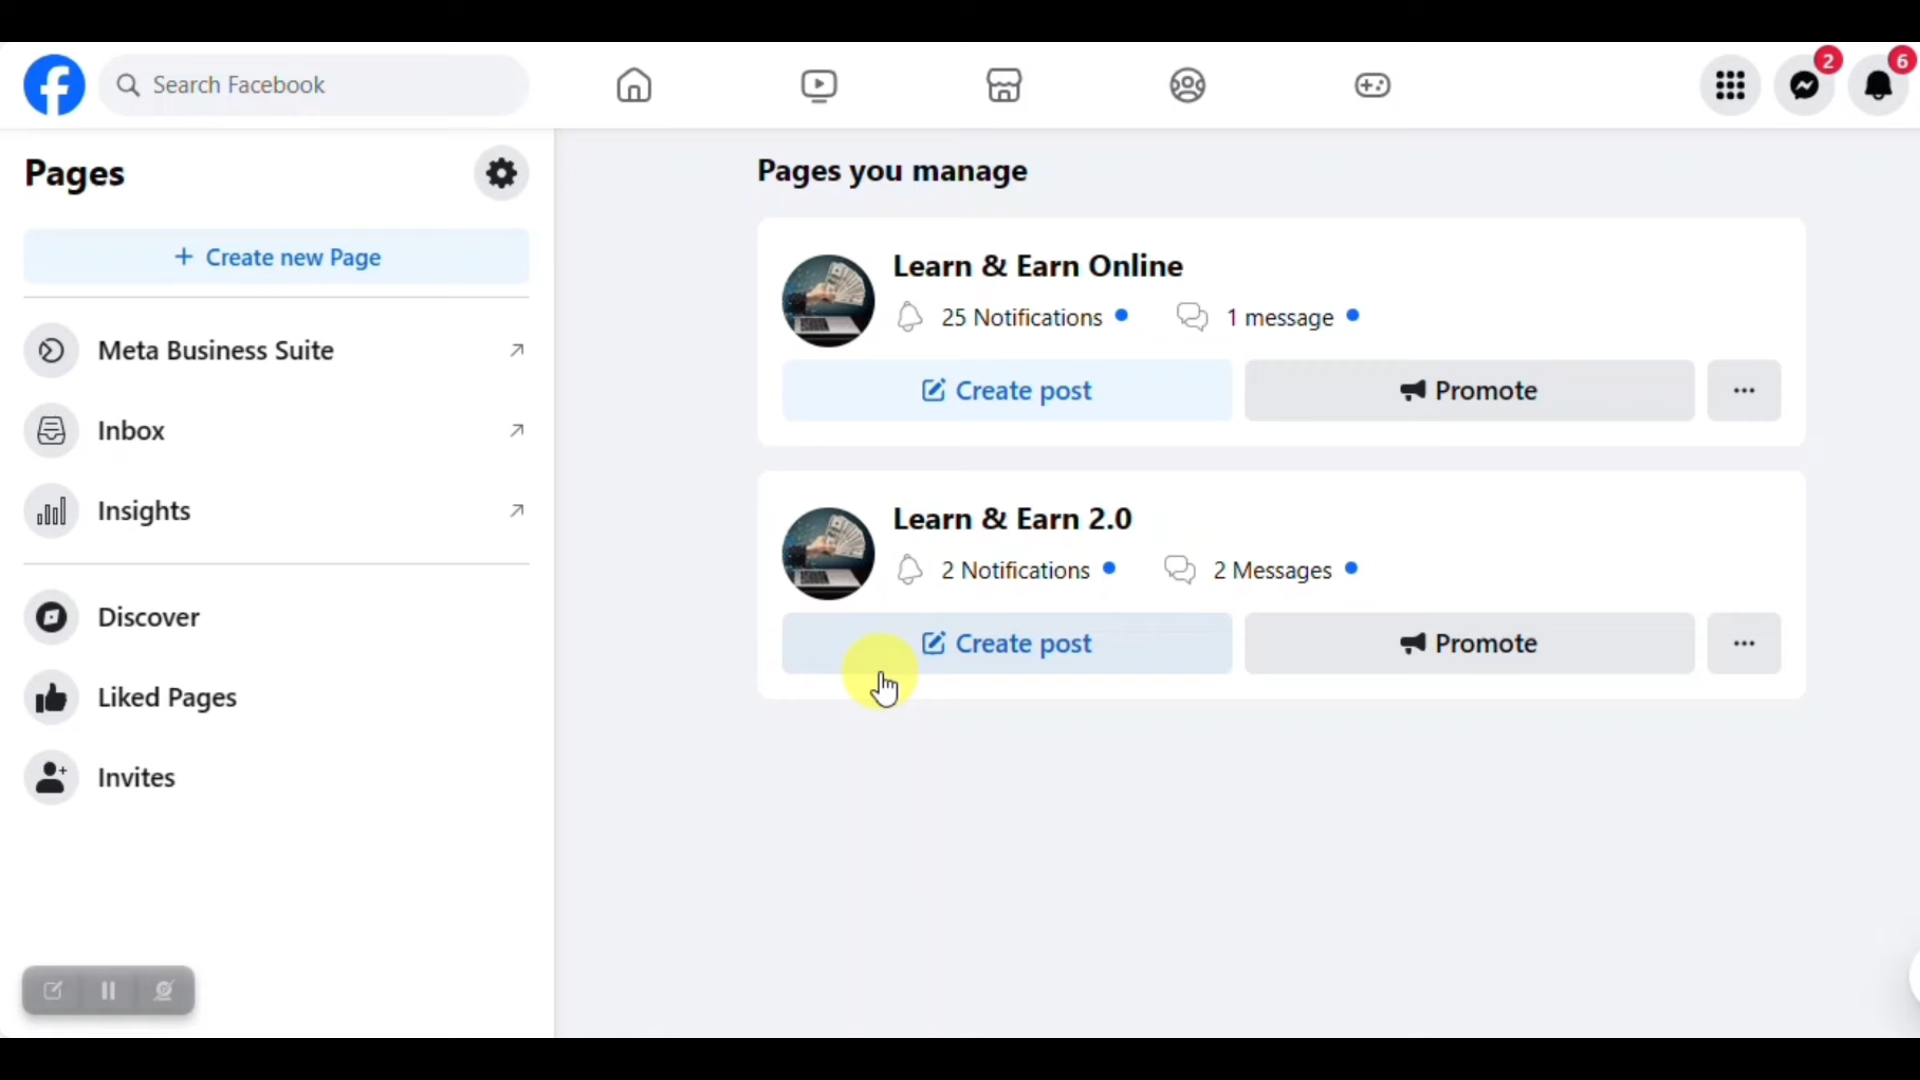 Search Facebook
2
6
Pages
+ Create new Page
Meta Business Suite
Inbox
Insights
Discover
Liked Pages
Invites
Pages you manage
Learn & Earn Online
25 Notifications
1 message
Create post
Promote
Learn & Earn 2.0
2 Notifications
2 Messages
Create post
Promote